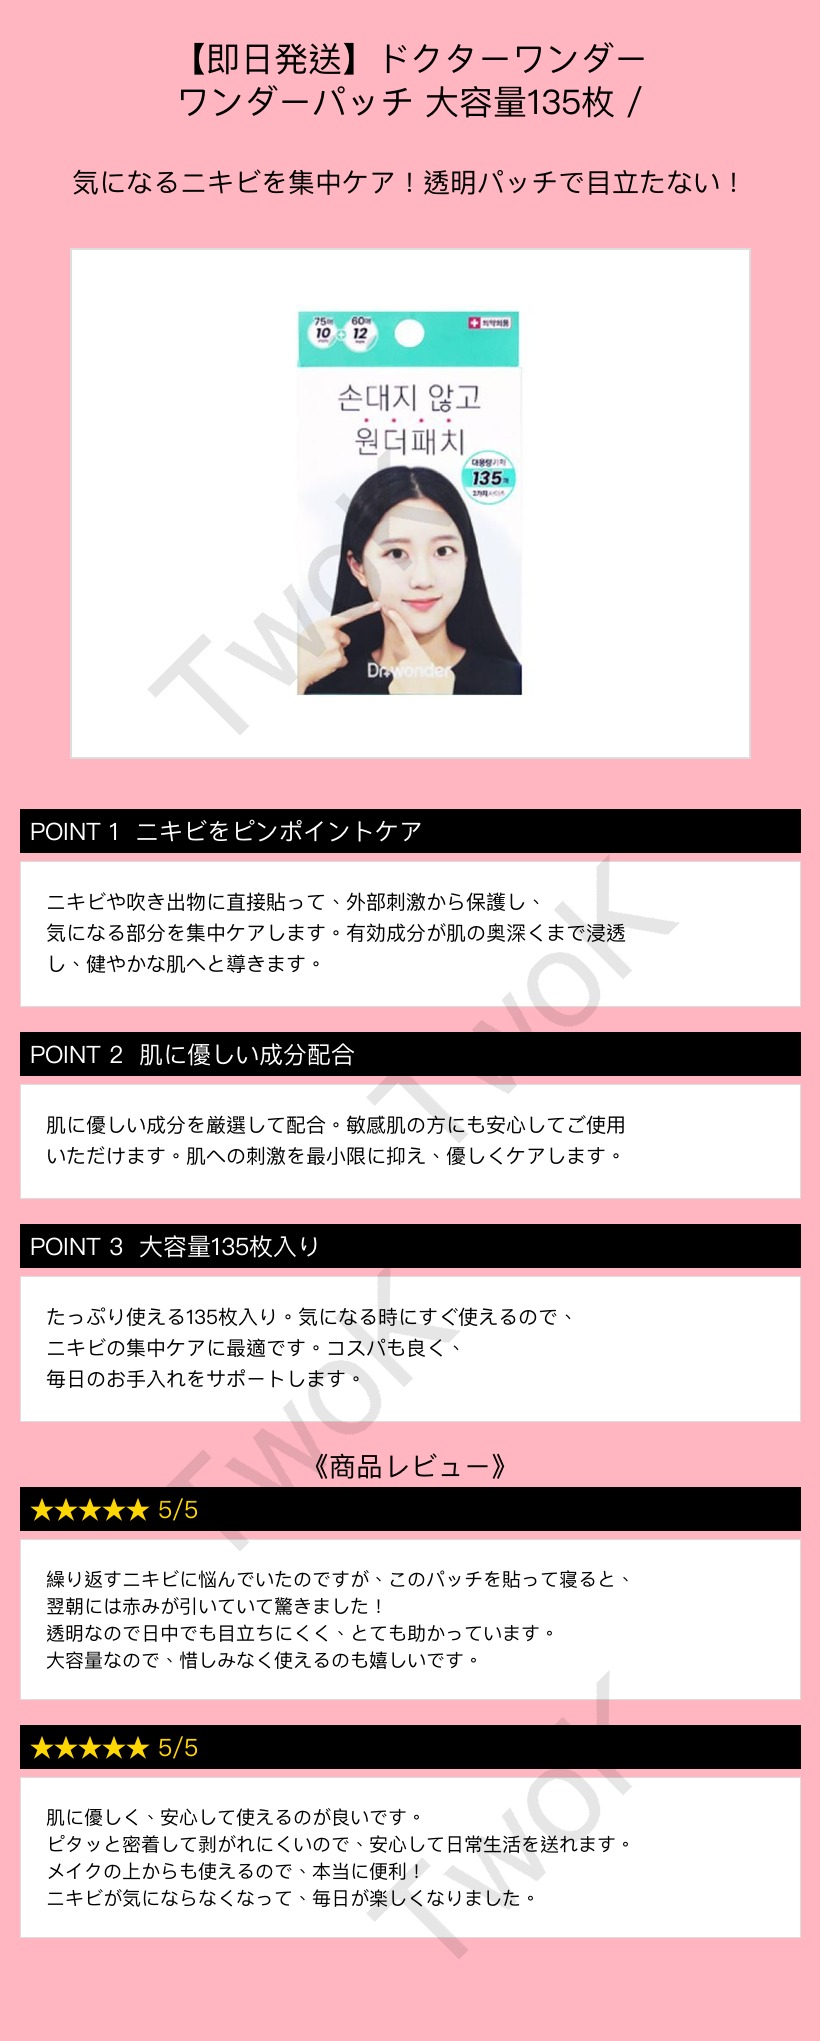 【即日発送】ドクターワンダー
ワンダーパッチ 大容量135枚 /
気になるニキビを集中ケア！透明パッチで目立たない！
75매 60매
10 + 12
의약외품
손대지 않고
원더패치
대용량기획
135매
2가지 사이즈
Dr.wonder
TwoK
POINT 1 ニキビをピンポイントケア
ニキビや吹き出物に直接貼って、外部刺激から保護し、
気になる部分を集中ケアします。有効成分が肌の奥深くまで浸透
し、健やかな肌へと導きます。
TwoK
POINT 2 肌に優しい成分配合
肌に優しい成分を厳選して配合。敏感肌の方にも安心してご使用
いただけます。肌への刺激を最小限に抑え、優しくケアします。
POINT 3 大容量135枚入り
たっぷり使える135枚入り。気になる時にすぐ使えるので、
ニキビの集中ケアに最適です。コスパも良く、
毎日のお手入れをサポートします。
TwoK
《商品レビュー》
★★★★★ 5/5
繰り返すニキビに悩んでいたのですが、このパッチを貼って寝ると、
翌朝には赤みが引いていて驚きました！
透明なので日中でも目立ちにくく、とても助かっています。
大容量なので、惜しみなく使えるのも嬉しいです。
★★★★★ 5/5
肌に優しく、安心して使えるのが良いです。
ピタッと密着して剥がれにくいので、安心して日常生活を送れます。
メイクの上からも使えるので、本当に便利！
ニキビが気にならなくなって、毎日が楽しくなりました。
TwoK